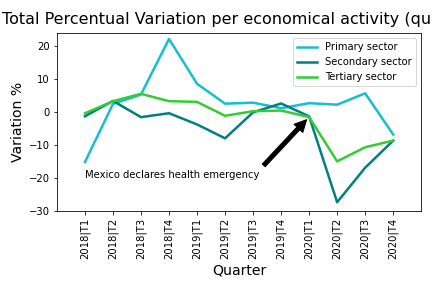 Total Percentual Variation per economical activity (qu
Variation %
20
10
0
−10
−20
−30
Primary sector
Secondary sector
Tertiary sector
Mexico declares health emergency
2018|T1
2018|T2
2018|T3
2018|T4
2019|T1
2019|T2
2019|T3
2019|T4
2020|T1
2020|T2
2020|T3
2020|T4
Quarter